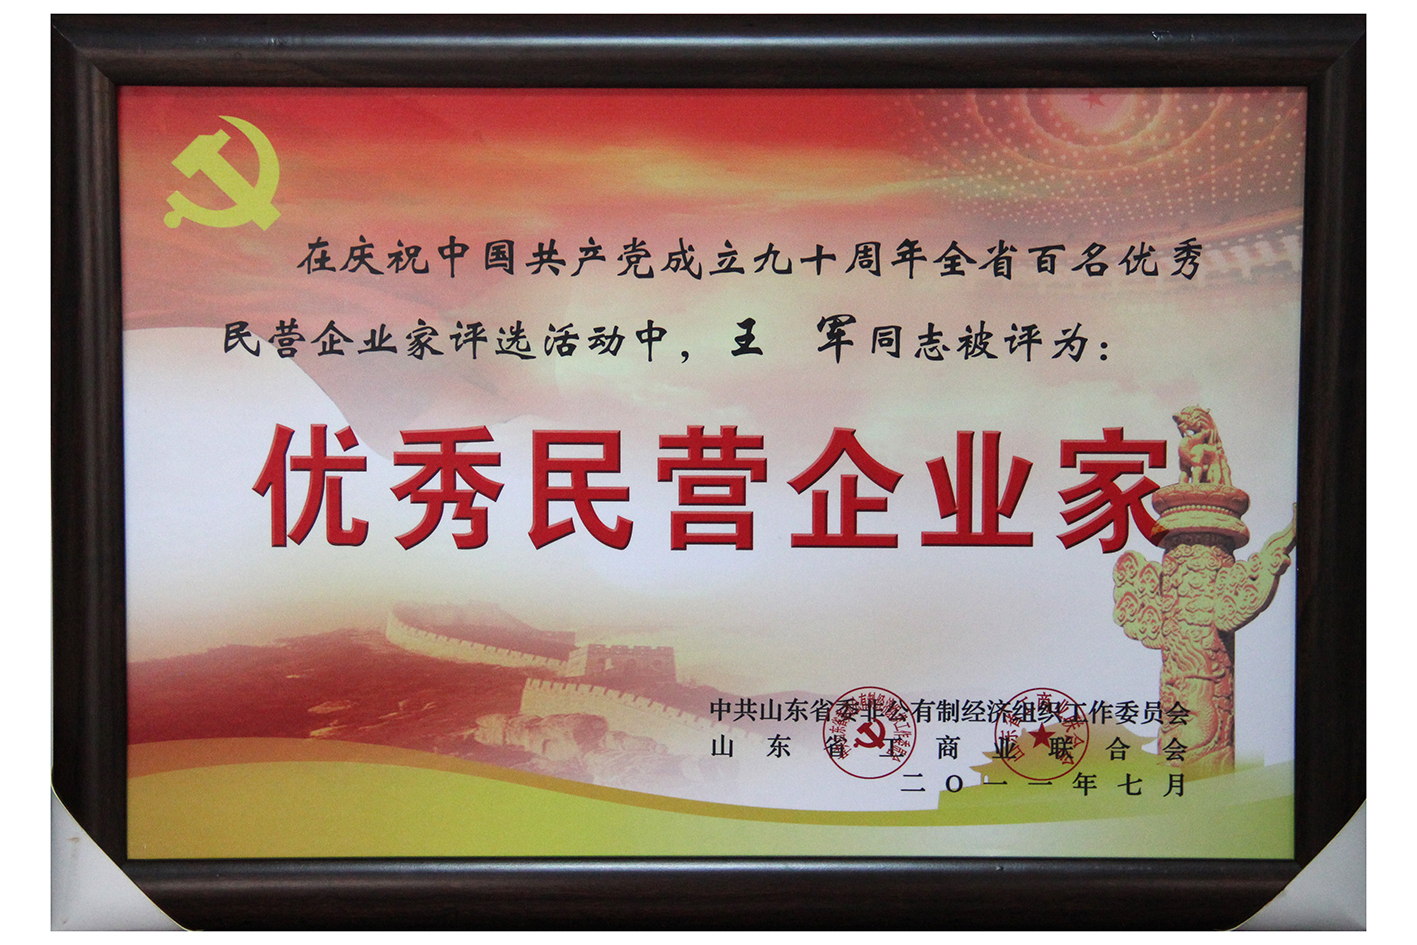 在庆祝中国共产党成立九十周年全省百名优秀
民营企业家评选活动中，王 军同志被评为：
优秀民营企业家
中共山东省委非公有制经济组织工作委员会
山东省工商业联合会
二〇一一年七月